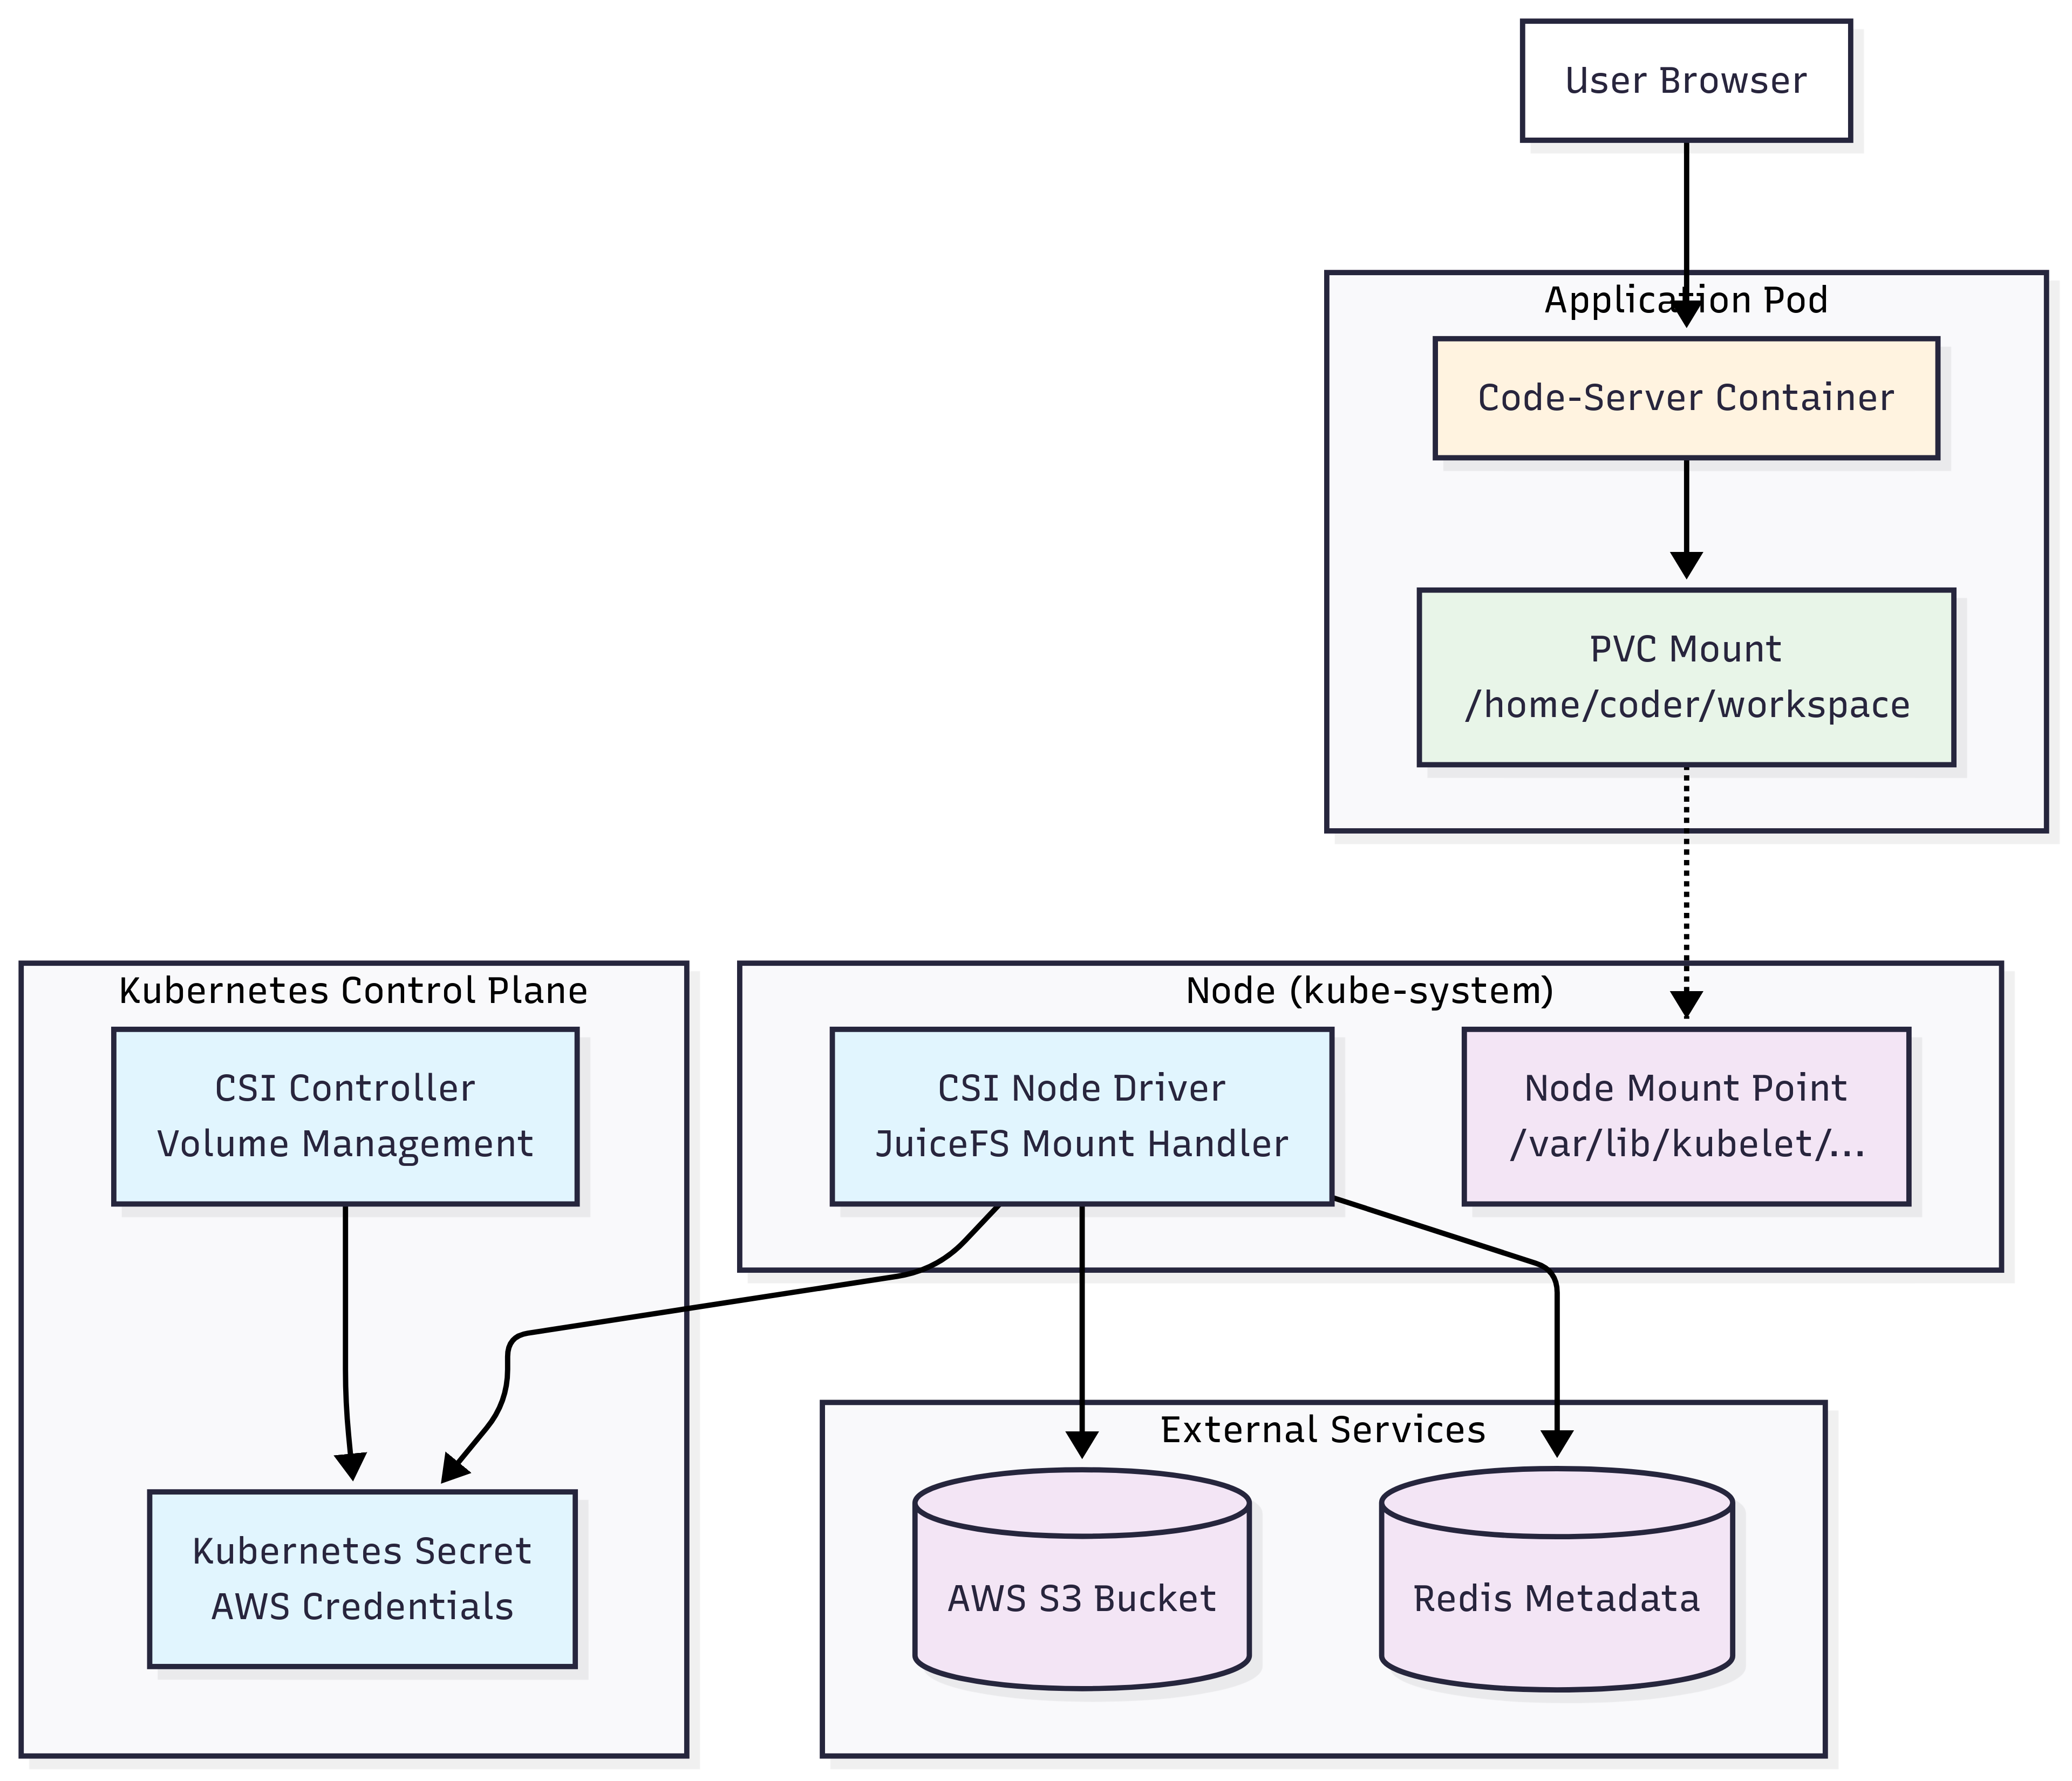 User Browser
Application Pod
Code-Server Container
PVC Mount
/home/coder/workspace
Kubernetes Control Plane
CSI Controller
Volume Management
Kubernetes Secret
AWS Credentials
Node (kube-system)
CSI Node Driver
JuiceFS Mount Handler
Node Mount Point
/var/lib/kubelet/...
External Services
AWS S3 Bucket
Redis Metadata